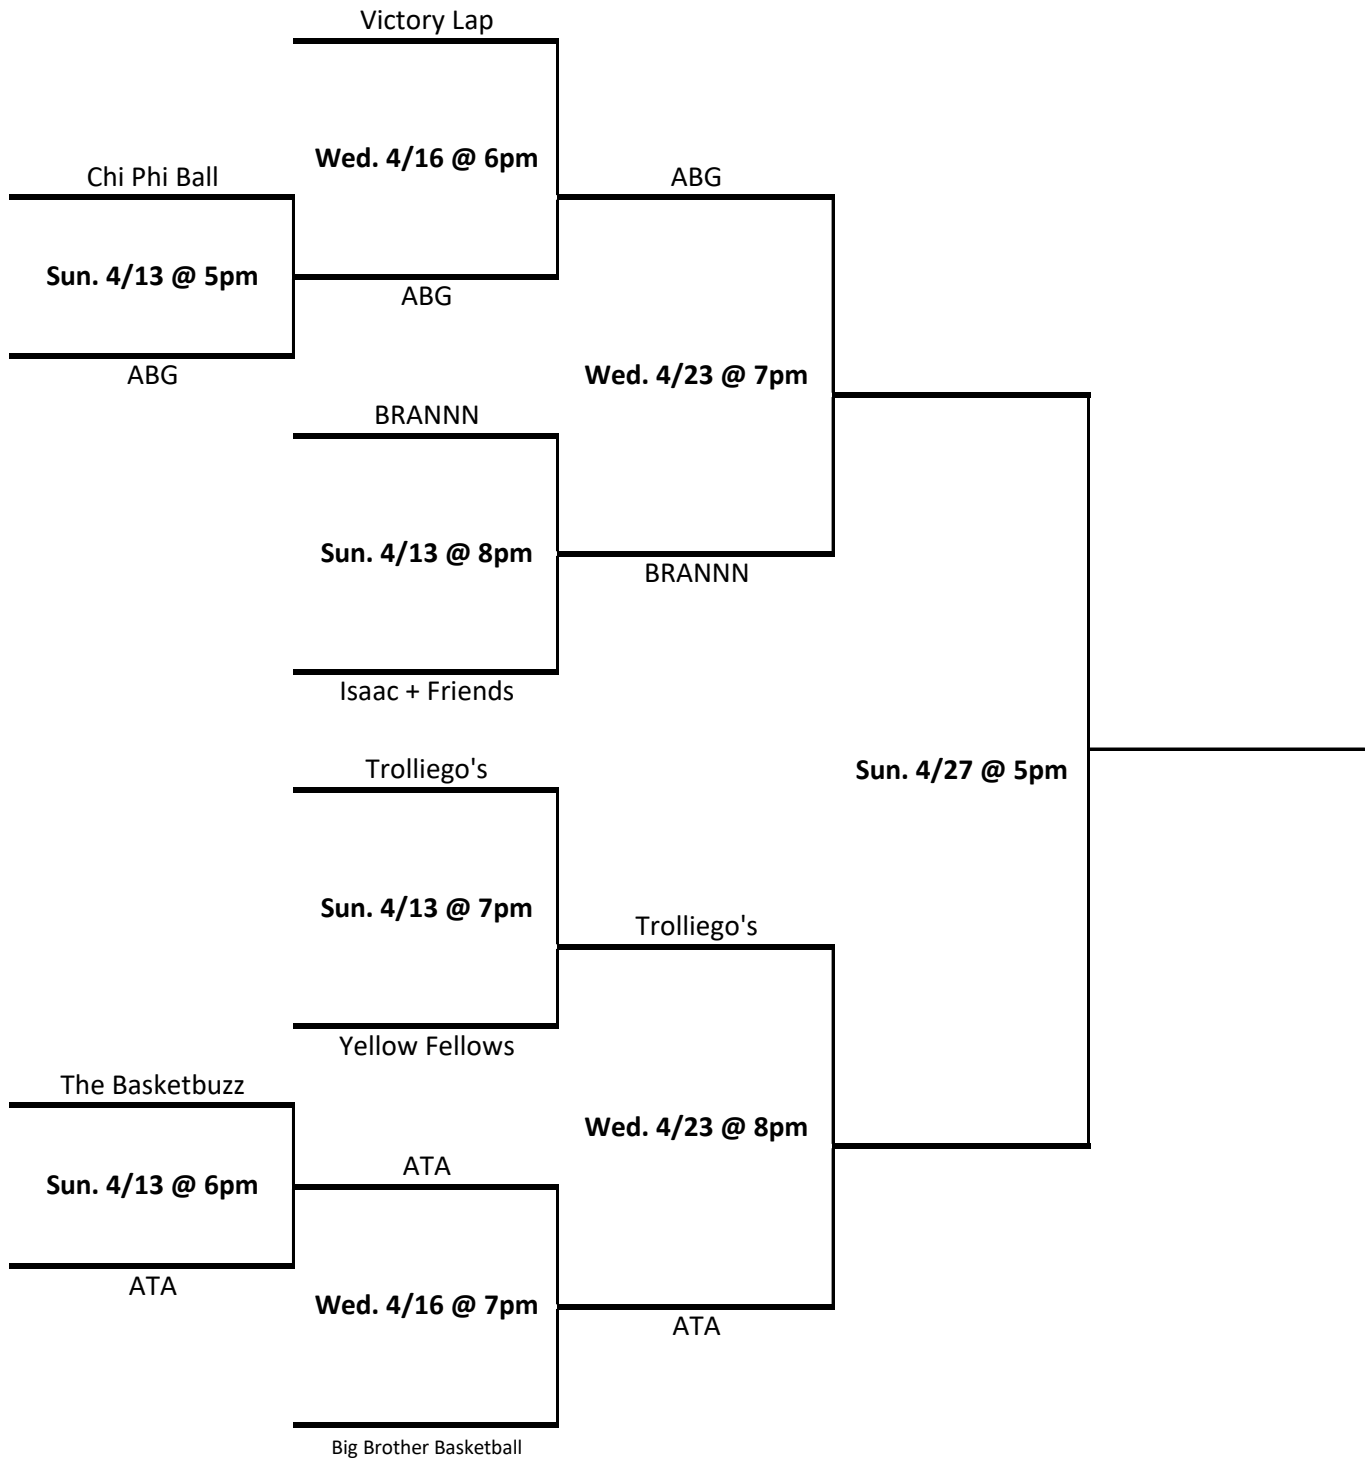 Victory Lap
Wed. 4/16 @ 6pm
Chi Phi Ball
ABG
Sun. 4/13 @ 5pm
ABG
ABG
Wed. 4/23 @ 7pm
BRANNN
Sun. 4/13 @ 8pm
BRANNN
Isaac + Friends
Trolliego's
Sun. 4/27 @ 5pm
Sun. 4/13 @ 7pm
Trolliego's
Yellow Fellows
The Basketbuzz
Wed. 4/23 @ 8pm
ATA
Sun. 4/13 @ 6pm
ATA
Wed. 4/16 @ 7pm
ATA
Big Brother Basketball